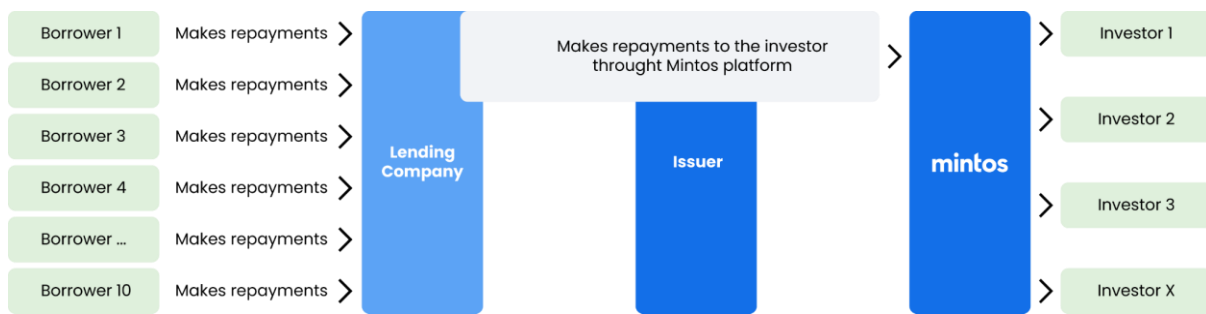 Borrower 1
Makes repayments
Borrower 2
Makes repayments
Borrower 3
Makes repayments
Borrower 4
Makes repayments
Borrower ...
Makes repayments
Borrower 10
Makes repayments
Lending
Company
Makes repayments to the investor
throught Mintos platform
Issuer
mintos
Investor 1
Investor 2
Investor 3
Investor X